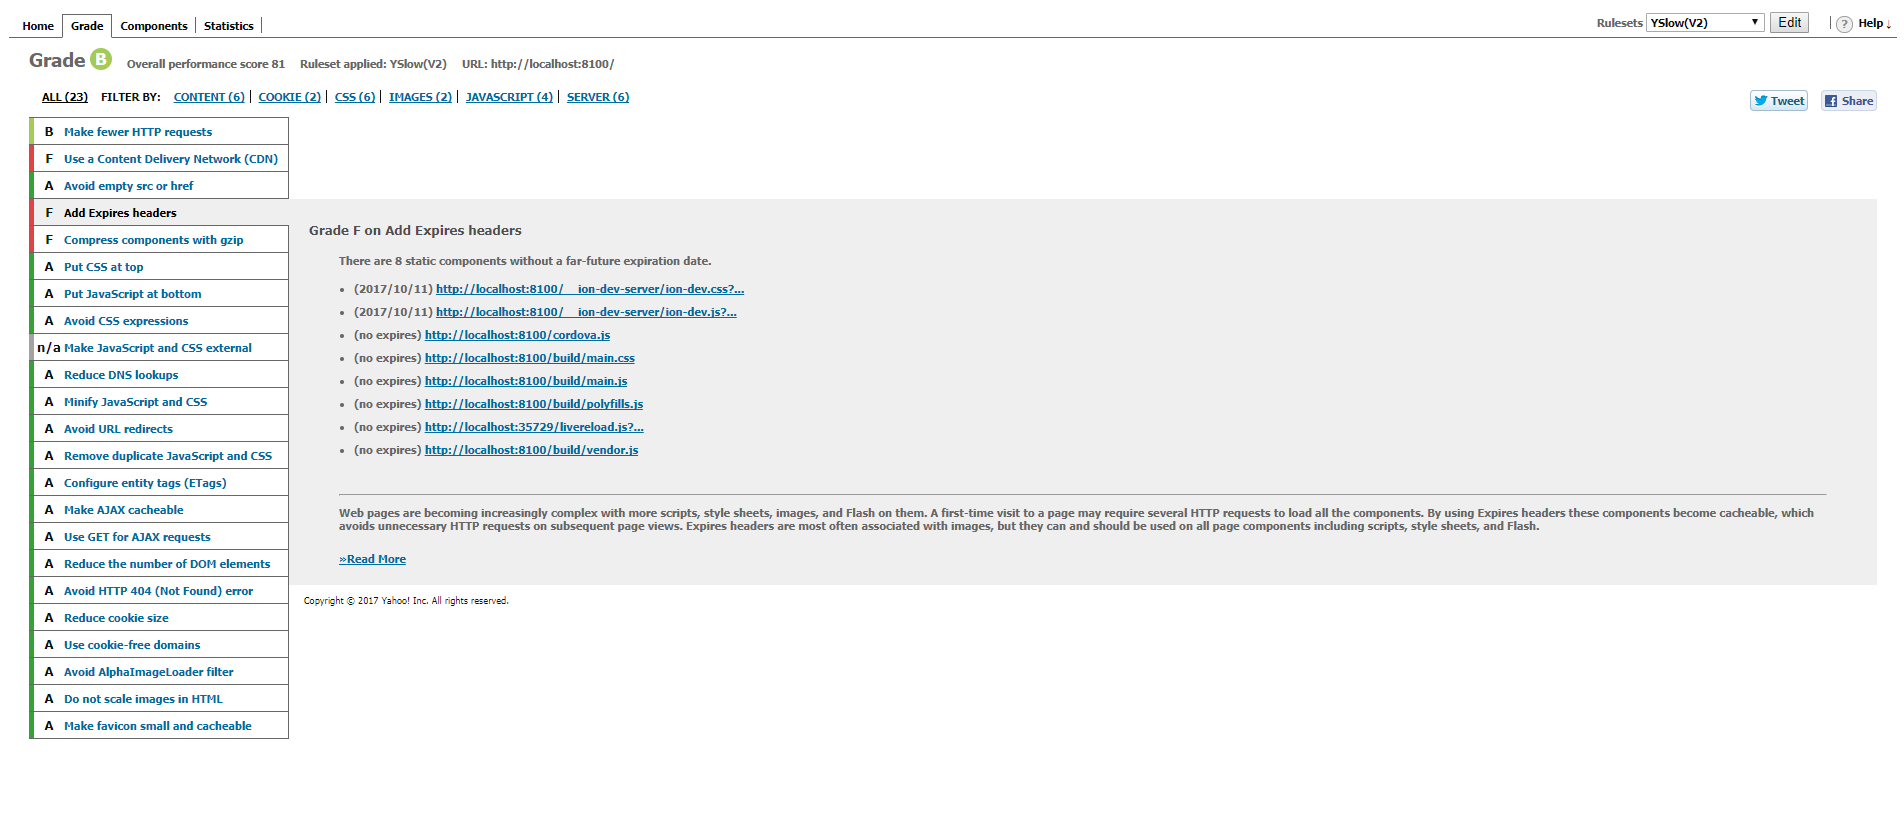 Home Grade Components Statistics Rulesets YSlow(V2) Edit ? Help ↓
Grade B Overall performance score 81 Ruleset applied: YSlow(V2) URL: http://localhost:8100/
ALL (23) FILTER BY: CONTENT (6) COOKIE (2) CSS (6) IMAGES (2) JAVASCRIPT (4) SERVER (6)
Tweet Share
B Make fewer HTTP requests
F Use a Content Delivery Network (CDN)
A Avoid empty src or href
F Add Expires headers
F Compress components with gzip
A Put CSS at top
A Put JavaScript at bottom
A Avoid CSS expressions
n/a Make JavaScript and CSS external
A Reduce DNS lookups
A Minify JavaScript and CSS
A Avoid URL redirects
A Remove duplicate JavaScript and CSS
A Configure entity tags (ETags)
A Make AJAX cacheable
A Use GET for AJAX requests
A Reduce the number of DOM elements
A Avoid HTTP 404 (Not Found) error
A Reduce cookie size
A Use cookie-free domains
A Avoid AlphaImageLoader filter
A Do not scale images in HTML
A Make favicon small and cacheable
Grade F on Add Expires headers
There are 8 static components without a far-future expiration date.
• (2017/10/11) http://localhost:8100/__ion-dev-server/ion-dev.css?...
• (2017/10/11) http://localhost:8100/__ion-dev-server/ion-dev.js?...
• (no expires) http://localhost:8100/cordova.js
• (no expires) http://localhost:8100/build/main.css
• (no expires) http://localhost:8100/build/main.js
• (no expires) http://localhost:8100/build/polyfills.js
• (no expires) http://localhost:35729/livereload.js?...
• (no expires) http://localhost:8100/build/vendor.js
Web pages are becoming increasingly complex with more scripts, style sheets, images, and Flash on them. A first-time visit to a page may require several HTTP requests to load all the components. By using Expires headers these components become cacheable, which
avoids unnecessary HTTP requests on subsequent page views. Expires headers are most often associated with images, but they can and should be used on all page components including scripts, style sheets, and Flash.
»Read More
Copyright © 2017 Yahoo! Inc. All rights reserved.